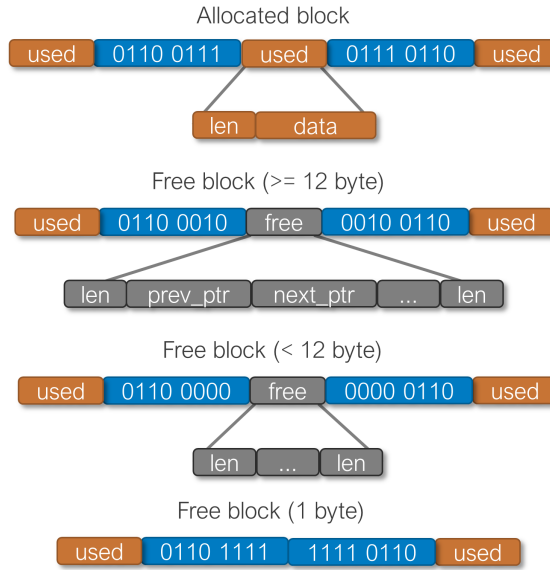 Allocated block
used 0110 0111 used 0111 0110 used
len data
Free block (>= 12 byte)
used 0110 0010 free 0010 0110 used
len prev_ptr next_ptr ... len
Free block (< 12 byte)
used 0110 0000 free 0000 0110 used
len ... len
Free block (1 byte)
used 0110 1111 1111 0110 used